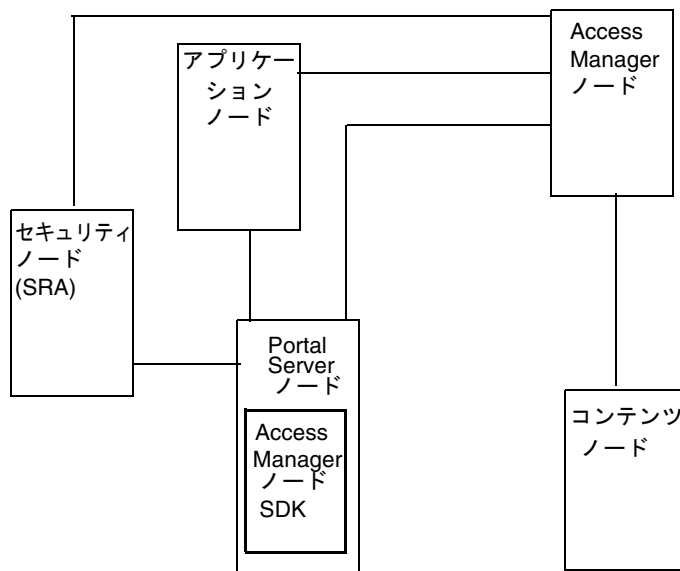 アプリケー
ション
ノード
Access
Manager
ノード
セキュリティ
ノード
(SRA)
Portal
Server
ノード
Access
Manager
ノード
SDK
コンテンツ
ノード